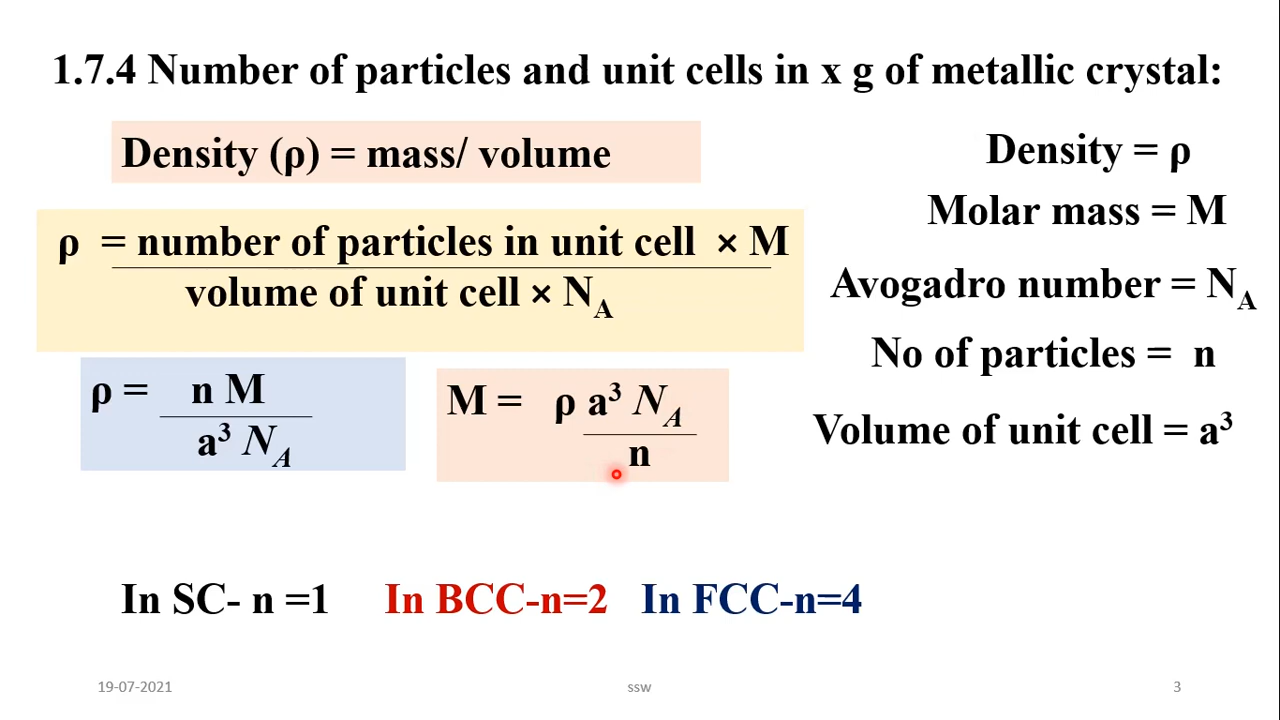 1.7.4 Number of particles and unit cells in x g of metallic crystal:
Density (ρ) = mass/ volume
ρ = number of particles in unit cell × M
volume of unit cell × N_A
ρ = n M
a³ N_A
M = ρ a³ N_A
n
Density = ρ
Molar mass = M
Avogadro number = N_A
No of particles = n
Volume of unit cell = a³
In SC- n =1 In BCC-n=2 In FCC-n=4
19-07-2021 ssw 3